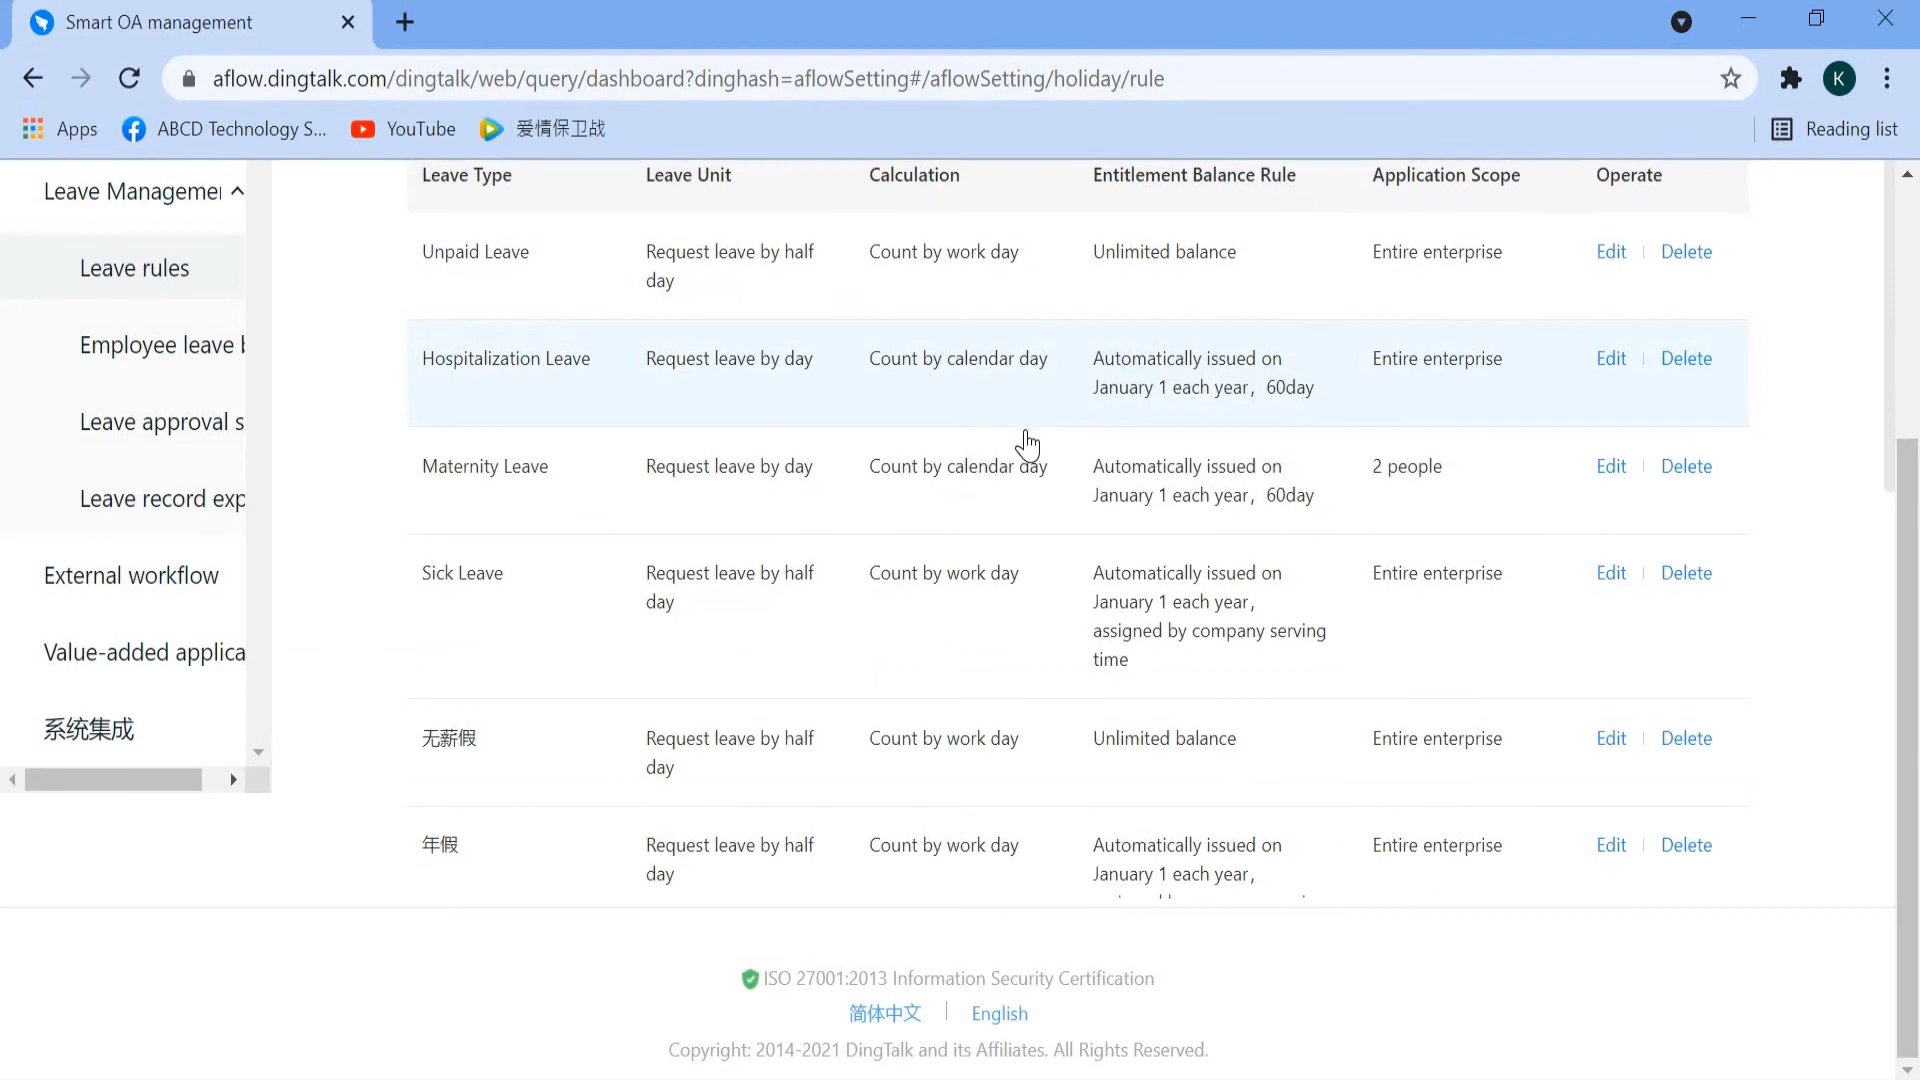 Smart OA management
aflow.dingtalk.com/dingtalk/web/query/dashboard?dinghash=aflowSetting#/aflowSetting/holiday/rule
K
Apps
ABCD Technology S...
YouTube
爱情保卫战
Reading list
Leave Managemer
Leave rules
Employee leave b
Leave approval s
Leave record exp
External workflow
Value-added applica
系统集成
Leave Type Leave Unit Calculation Entitlement Balance Rule Application Scope Operate
Unpaid Leave Request leave by half Count by work day Unlimited balance Entire enterprise Edit Delete
day
Hospitalization Leave Request leave by day Count by calendar day Automatically issued on Entire enterprise Edit Delete
January 1 each year，60day
Maternity Leave Request leave by day Count by calendar day Automatically issued on 2 people Edit Delete
January 1 each year，60day
Sick Leave Request leave by half Count by work day Automatically issued on Entire enterprise Edit Delete
day January 1 each year，
assigned by company serving
time
无薪假 Request leave by half Count by work day Unlimited balance Entire enterprise Edit Delete
day
年假 Request leave by half Count by work day Automatically issued on Entire enterprise Edit Delete
day January 1 each year，
ISO 27001:2013 Information Security Certification
简体中文 English
Copyright: 2014-2021 DingTalk and its Affiliates. All Rights Reserved.